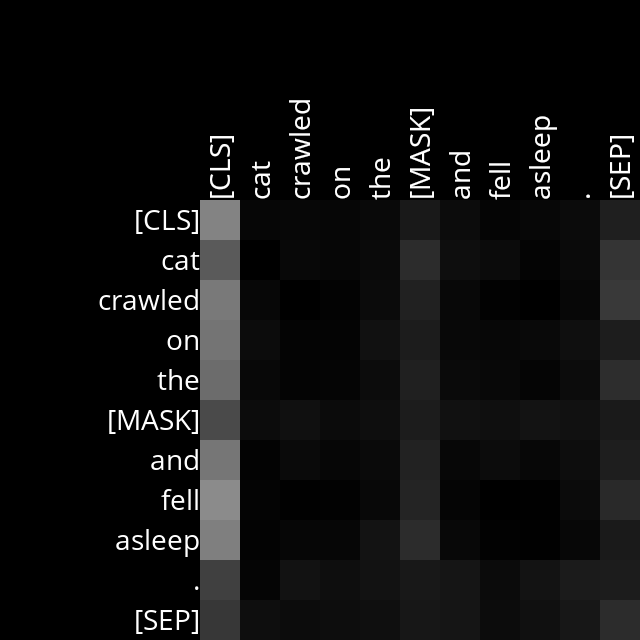 [CLS] cat crawled on the [MASK] and fell asleep . [SEP]
[CLS]
cat
crawled
on
the
[MASK]
and
fell
asleep
.
[SEP]